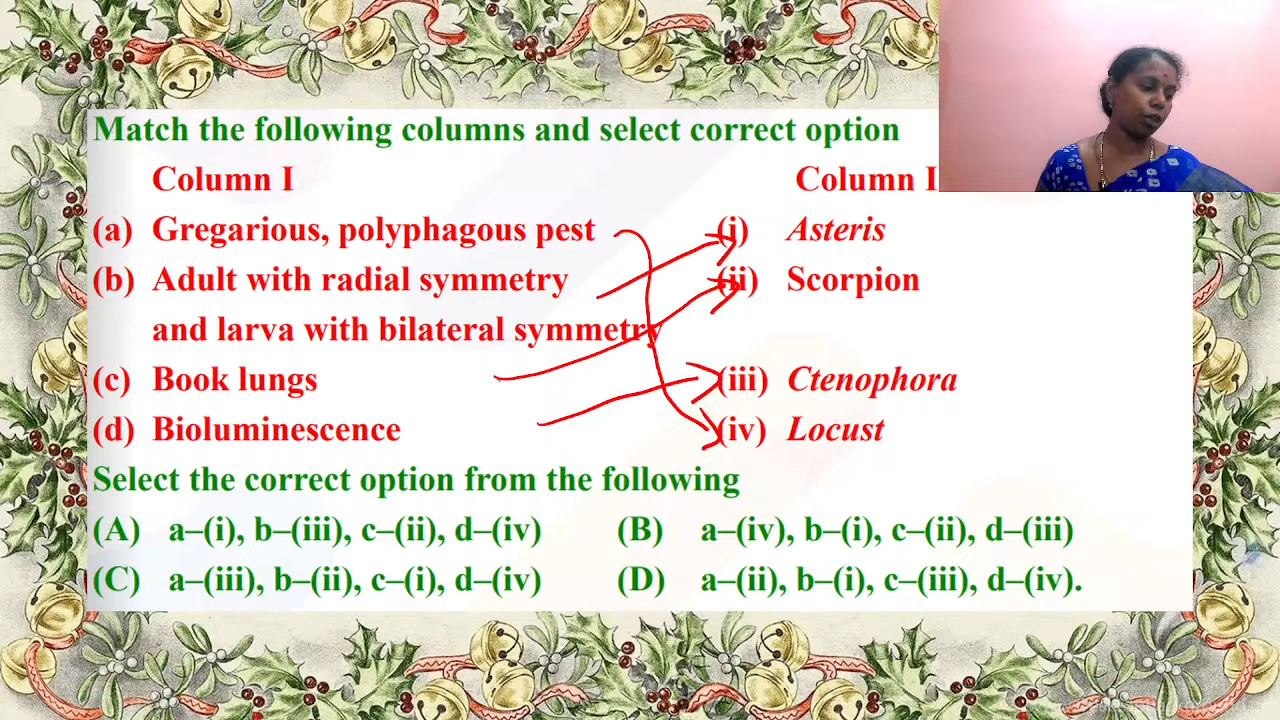 Match the following columns and select correct option
Column I Column I
(a) Gregarious, polyphagous pest (i) Asteris
(b) Adult with radial symmetry (ii) Scorpion
and larva with bilateral symmetry
(c) Book lungs (iii) Ctenophora
(d) Bioluminescence (iv) Locust
Select the correct option from the following
(A) a–(i), b–(iii), c–(ii), d–(iv) (B) a–(iv), b–(i), c–(ii), d–(iii)
(C) a–(iii), b–(ii), c–(i), d–(iv) (D) a–(ii), b–(i), c–(iii), d–(iv).